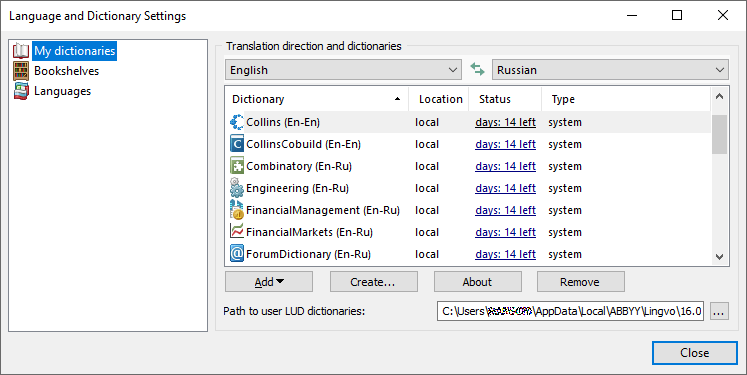 Language and Dictionary Settings
My dictionaries
Bookshelves
Languages
Translation direction and dictionaries
English Russian
Dictionary Location Status Type
Collins (En-En) local days: 14 left system
CollinsCobuild (En-En) local days: 14 left system
Combinatory (En-Ru) local days: 14 left system
Engineering (En-Ru) local days: 14 left system
FinancialManagement (En-Ru) local days: 14 left system
FinancialMarkets (En-Ru) local days: 14 left system
ForumDictionary (En-Ru) local days: 14 left system
Add Create... About Remove
Path to user LUD dictionaries: C:\Users\ \AppData\Local\ABBYY\Lingvo\16.0 ...
Close